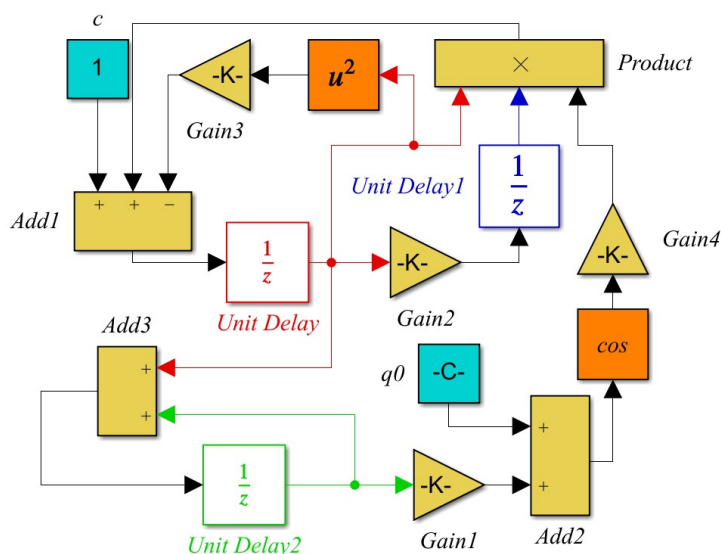 c
1
-K-
u²
×
Product
Gain3
Unit Delay1
1
z
+ + −
Add1
Gain4
-K-
1
z
-K-
Unit Delay
Gain2
Add3
+
+
q0
-C-
cos
+
+
1
z
-K-
Unit Delay2
Gain1
Add2